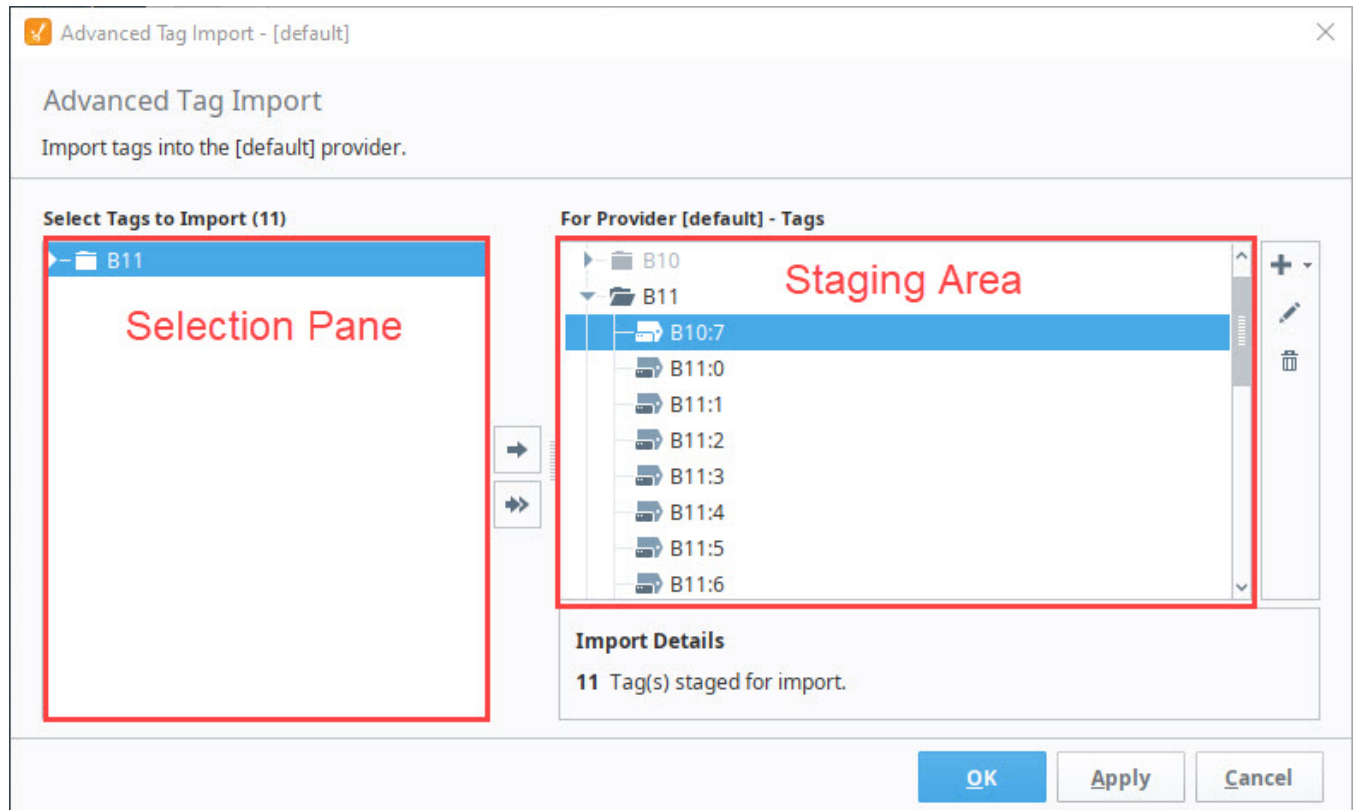 Advanced Tag Import - [default]
Advanced Tag Import
Import tags into the [default] provider.
Select Tags to Import (11)
B11
Selection Pane
For Provider [default] - Tags
B10
Staging Area
B11
B10:7
B11:0
B11:1
B11:2
B11:3
B11:4
B11:5
B11:6
Import Details
11 Tag(s) staged for import.
OK
Apply
Cancel